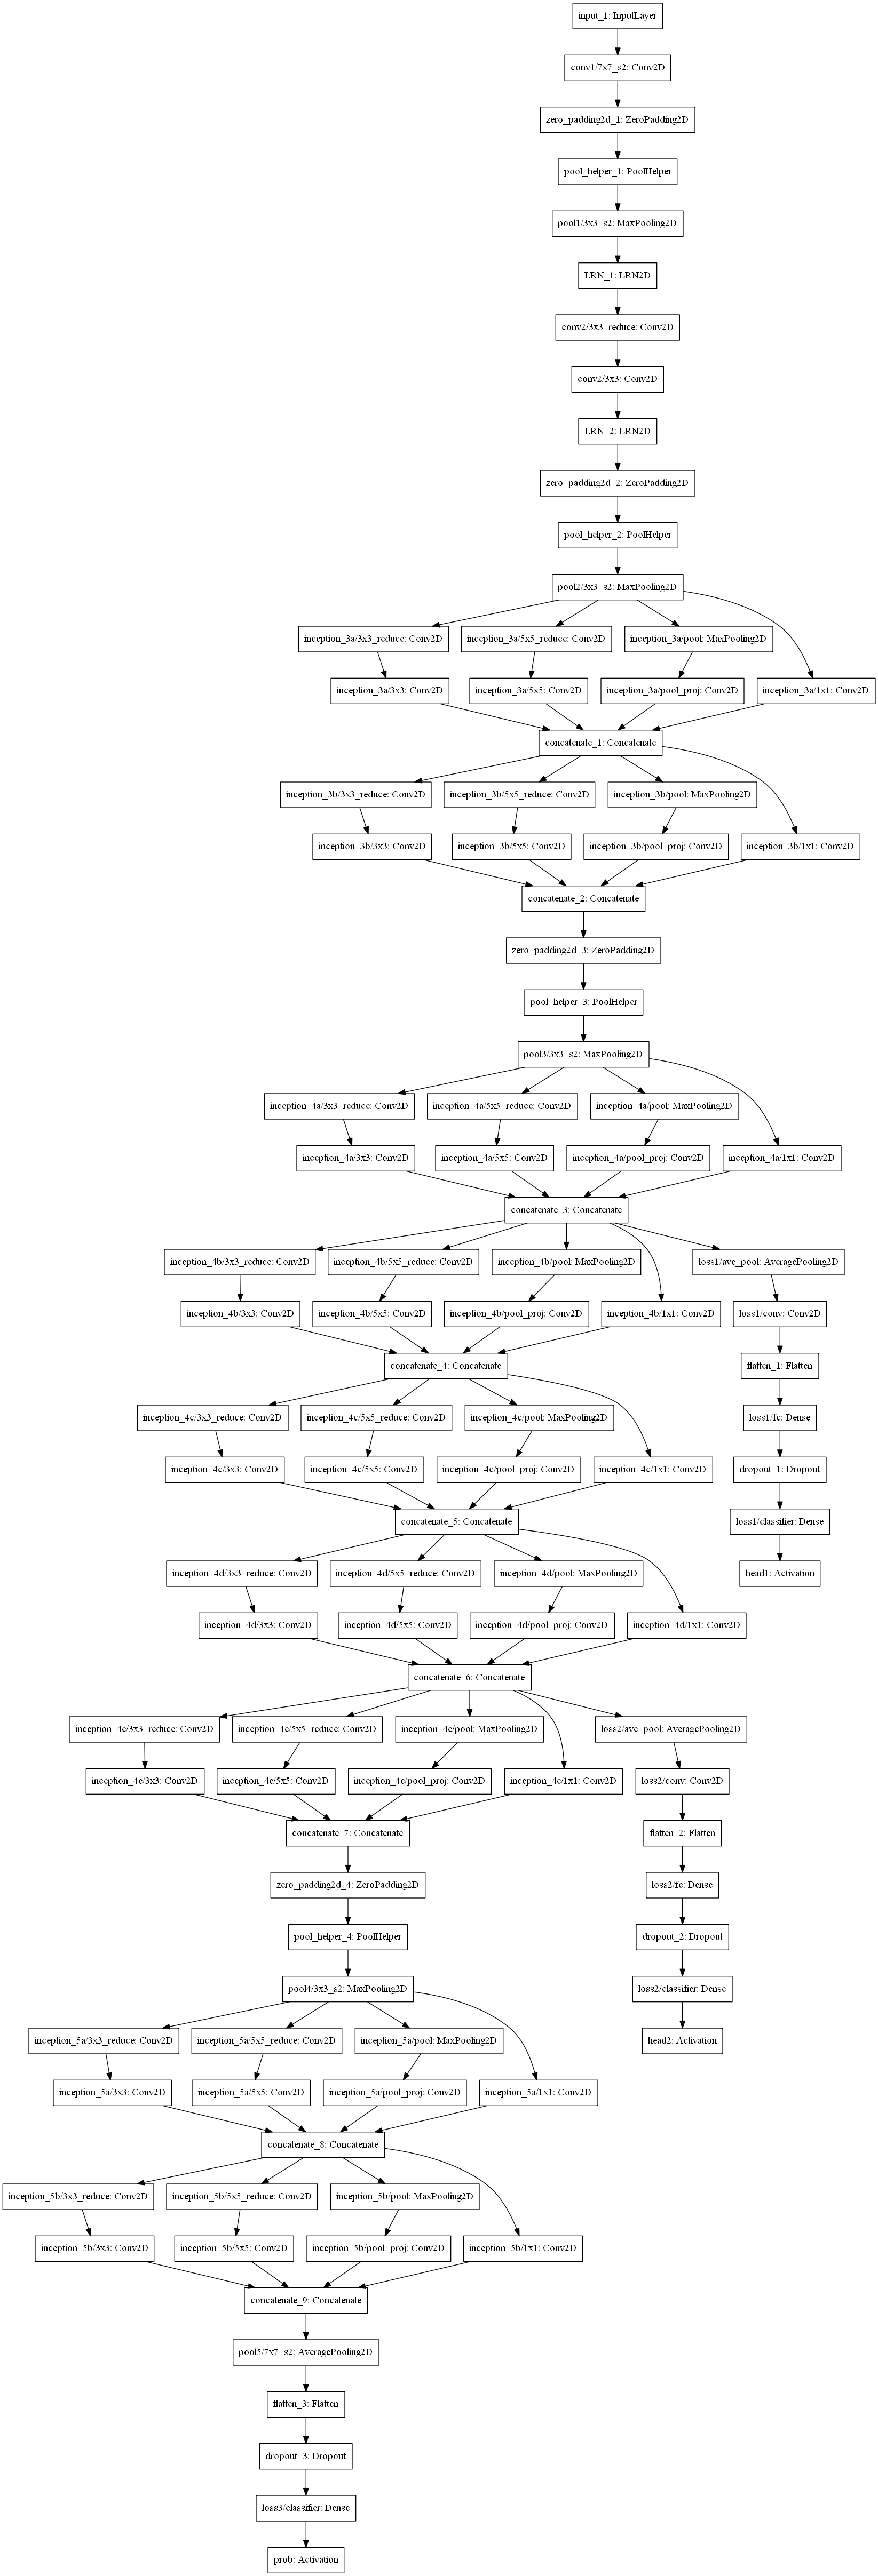 input_1: InputLayer
conv1/7x7_s2: Conv2D
zero_padding2d_1: ZeroPadding2D
pool_helper_1: PoolHelper
pool1/3x3_s2: MaxPooling2D
LRN_1: LRN2D
conv2/3x3_reduce: Conv2D
conv2/3x3: Conv2D
LRN_2: LRN2D
zero_padding2d_2: ZeroPadding2D
pool_helper_2: PoolHelper
pool2/3x3_s2: MaxPooling2D
inception_3a/3x3_reduce: Conv2D
inception_3a/5x5_reduce: Conv2D
inception_3a/pool: MaxPooling2D
inception_3a/3x3: Conv2D
inception_3a/5x5: Conv2D
inception_3a/pool_proj: Conv2D
inception_3a/1x1: Conv2D
concatenate_1: Concatenate
inception_3b/3x3_reduce: Conv2D
inception_3b/5x5_reduce: Conv2D
inception_3b/pool: MaxPooling2D
inception_3b/3x3: Conv2D
inception_3b/5x5: Conv2D
inception_3b/pool_proj: Conv2D
inception_3b/1x1: Conv2D
concatenate_2: Concatenate
zero_padding2d_3: ZeroPadding2D
pool_helper_3: PoolHelper
pool3/3x3_s2: MaxPooling2D
inception_4a/3x3_reduce: Conv2D
inception_4a/5x5_reduce: Conv2D
inception_4a/pool: MaxPooling2D
inception_4a/3x3: Conv2D
inception_4a/5x5: Conv2D
inception_4a/pool_proj: Conv2D
inception_4a/1x1: Conv2D
concatenate_3: Concatenate
inception_4b/3x3_reduce: Conv2D
inception_4b/5x5_reduce: Conv2D
inception_4b/pool: MaxPooling2D
loss1/ave_pool: AveragePooling2D
inception_4b/3x3: Conv2D
inception_4b/5x5: Conv2D
inception_4b/pool_proj: Conv2D
inception_4b/1x1: Conv2D
loss1/conv: Conv2D
concatenate_4: Concatenate
flatten_1: Flatten
inception_4c/3x3_reduce: Conv2D
inception_4c/5x5_reduce: Conv2D
inception_4c/pool: MaxPooling2D
loss1/fc: Dense
inception_4c/3x3: Conv2D
inception_4c/5x5: Conv2D
inception_4c/pool_proj: Conv2D
inception_4c/1x1: Conv2D
dropout_1: Dropout
concatenate_5: Concatenate
loss1/classifier: Dense
inception_4d/3x3_reduce: Conv2D
inception_4d/5x5_reduce: Conv2D
inception_4d/pool: MaxPooling2D
head1: Activation
inception_4d/3x3: Conv2D
inception_4d/5x5: Conv2D
inception_4d/pool_proj: Conv2D
inception_4d/1x1: Conv2D
concatenate_6: Concatenate
inception_4e/3x3_reduce: Conv2D
inception_4e/5x5_reduce: Conv2D
inception_4e/pool: MaxPooling2D
loss2/ave_pool: AveragePooling2D
inception_4e/3x3: Conv2D
inception_4e/5x5: Conv2D
inception_4e/pool_proj: Conv2D
inception_4e/1x1: Conv2D
loss2/conv: Conv2D
concatenate_7: Concatenate
flatten_2: Flatten
zero_padding2d_4: ZeroPadding2D
loss2/fc: Dense
pool_helper_4: PoolHelper
dropout_2: Dropout
pool4/3x3_s2: MaxPooling2D
loss2/classifier: Dense
inception_5a/3x3_reduce: Conv2D
inception_5a/5x5_reduce: Conv2D
inception_5a/pool: MaxPooling2D
head2: Activation
inception_5a/3x3: Conv2D
inception_5a/5x5: Conv2D
inception_5a/pool_proj: Conv2D
inception_5a/1x1: Conv2D
concatenate_8: Concatenate
inception_5b/3x3_reduce: Conv2D
inception_5b/5x5_reduce: Conv2D
inception_5b/pool: MaxPooling2D
inception_5b/3x3: Conv2D
inception_5b/5x5: Conv2D
inception_5b/pool_proj: Conv2D
inception_5b/1x1: Conv2D
concatenate_9: Concatenate
pool5/7x7_s2: AveragePooling2D
flatten_3: Flatten
dropout_3: Dropout
loss3/classifier: Dense
prob: Activation